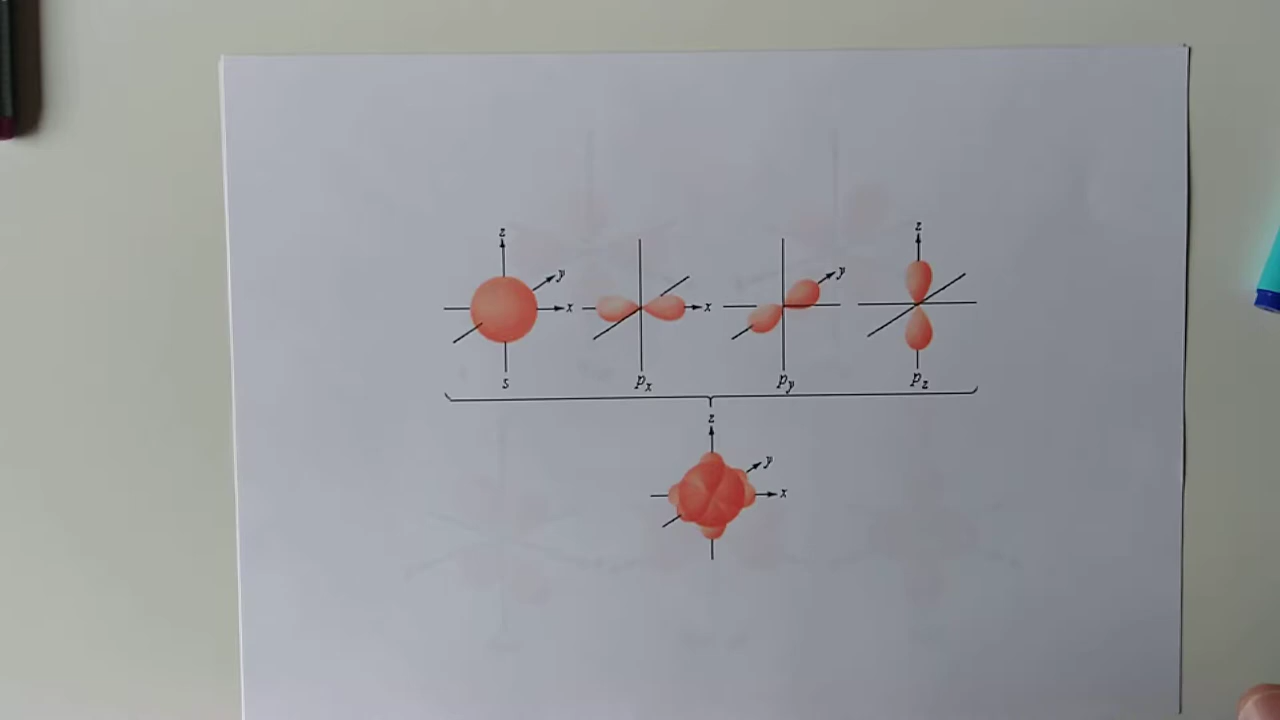 z y x s
x p_x
y p_y
z p_z
z y x